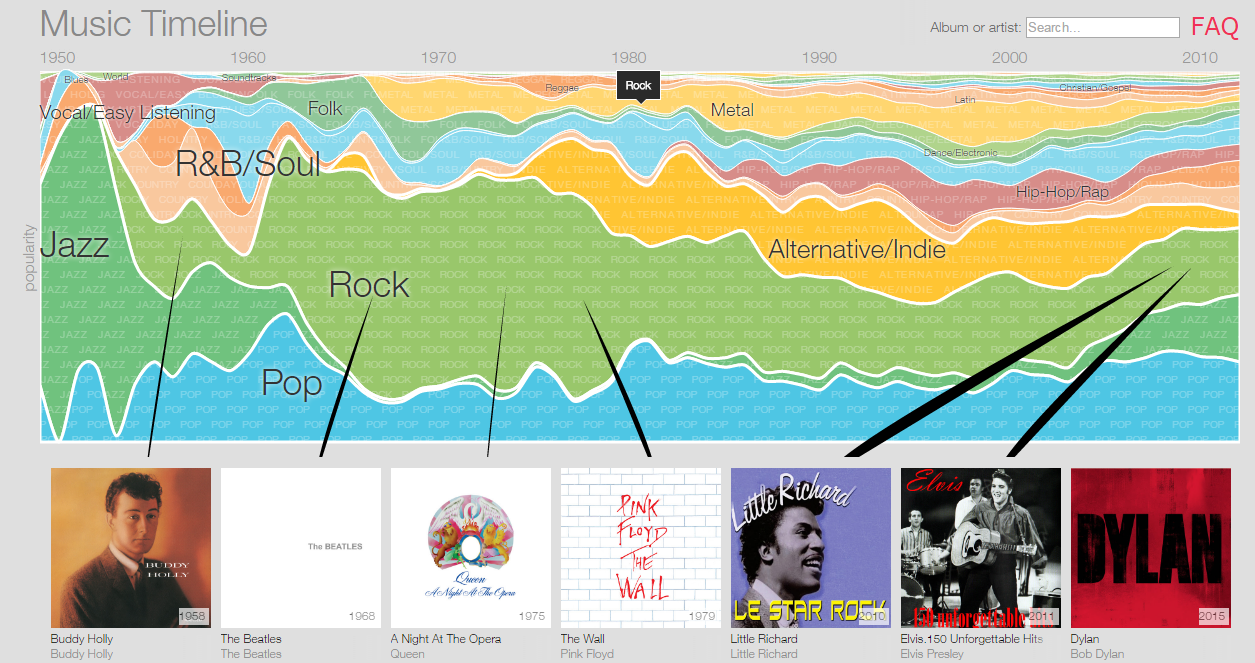 Music Timeline
Album or artist: Search... FAQ
1950 1960 1970 1980 1990 2000 2010
Blues World Soundtracks Reggae Rock Christian/Gospel
Latin
Vocal/Easy Listening Folk Metal
Dance/Electronic
R&B/Soul
Hip-Hop/Rap
Jazz Alternative/Indie
popularity
Rock
Pop
BUDDY
HOLLY
1958
The BEATLES
1968
Queen
A Night At The Opera
1975
PINK
FLOYD
THE
WALL
1979
Little Richard
LE STAR ROCK
2010
Elvis
150 unforgettable
2011
DYLAN
2015
Buddy Holly The Beatles A Night At The Opera The Wall Little Richard Elvis.150 Unforgettable Hits Dylan
Buddy Holly The Beatles Queen Pink Floyd Little Richard Elvis Presley Bob Dylan